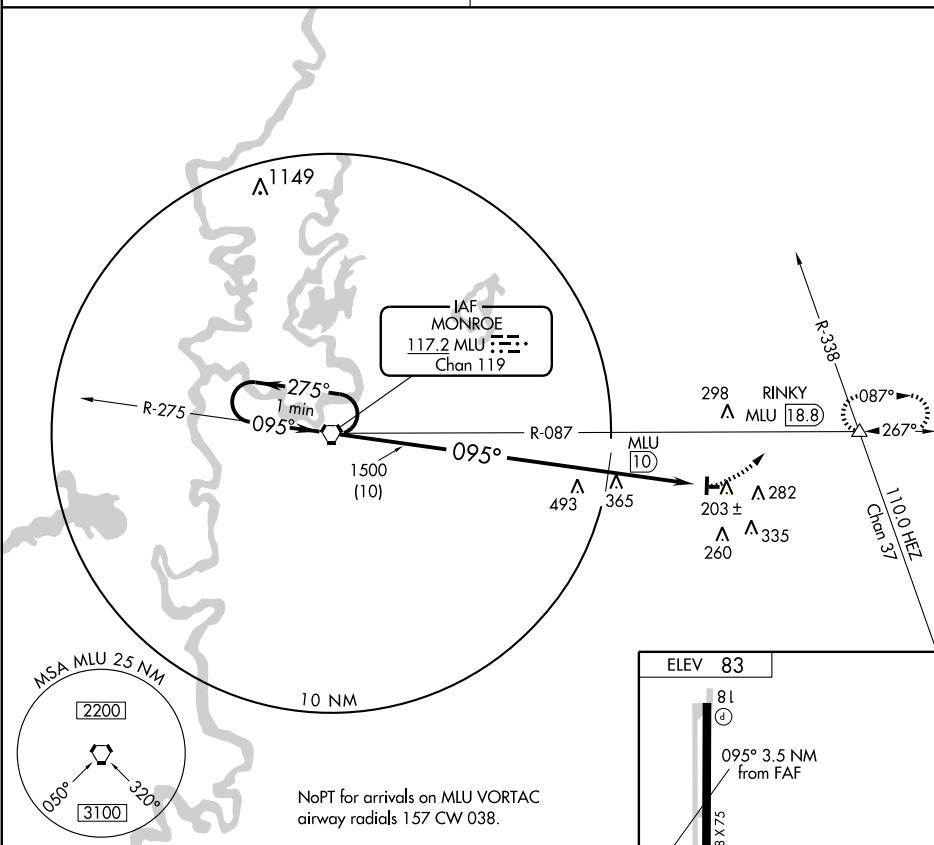 1149
IAF
MONROE
117.2 MLU
Chan 119
R-338
275°
1 min
095°
R-275
R-087
095°
1500
(10)
MLU
10
298
RINKY
MLU 18.8
087°
267°
493
365
203 ±
282
260
335
110.0 HEZ
Chan 37
10 NM
MSA MLU 25 NM
2200
050°
320°
3100
NoPT for arrivals on MLU VORTAC
airway radials 157 CW 038.
ELEV 83
18
P
095° 3.5 NM
from FAF
X 75